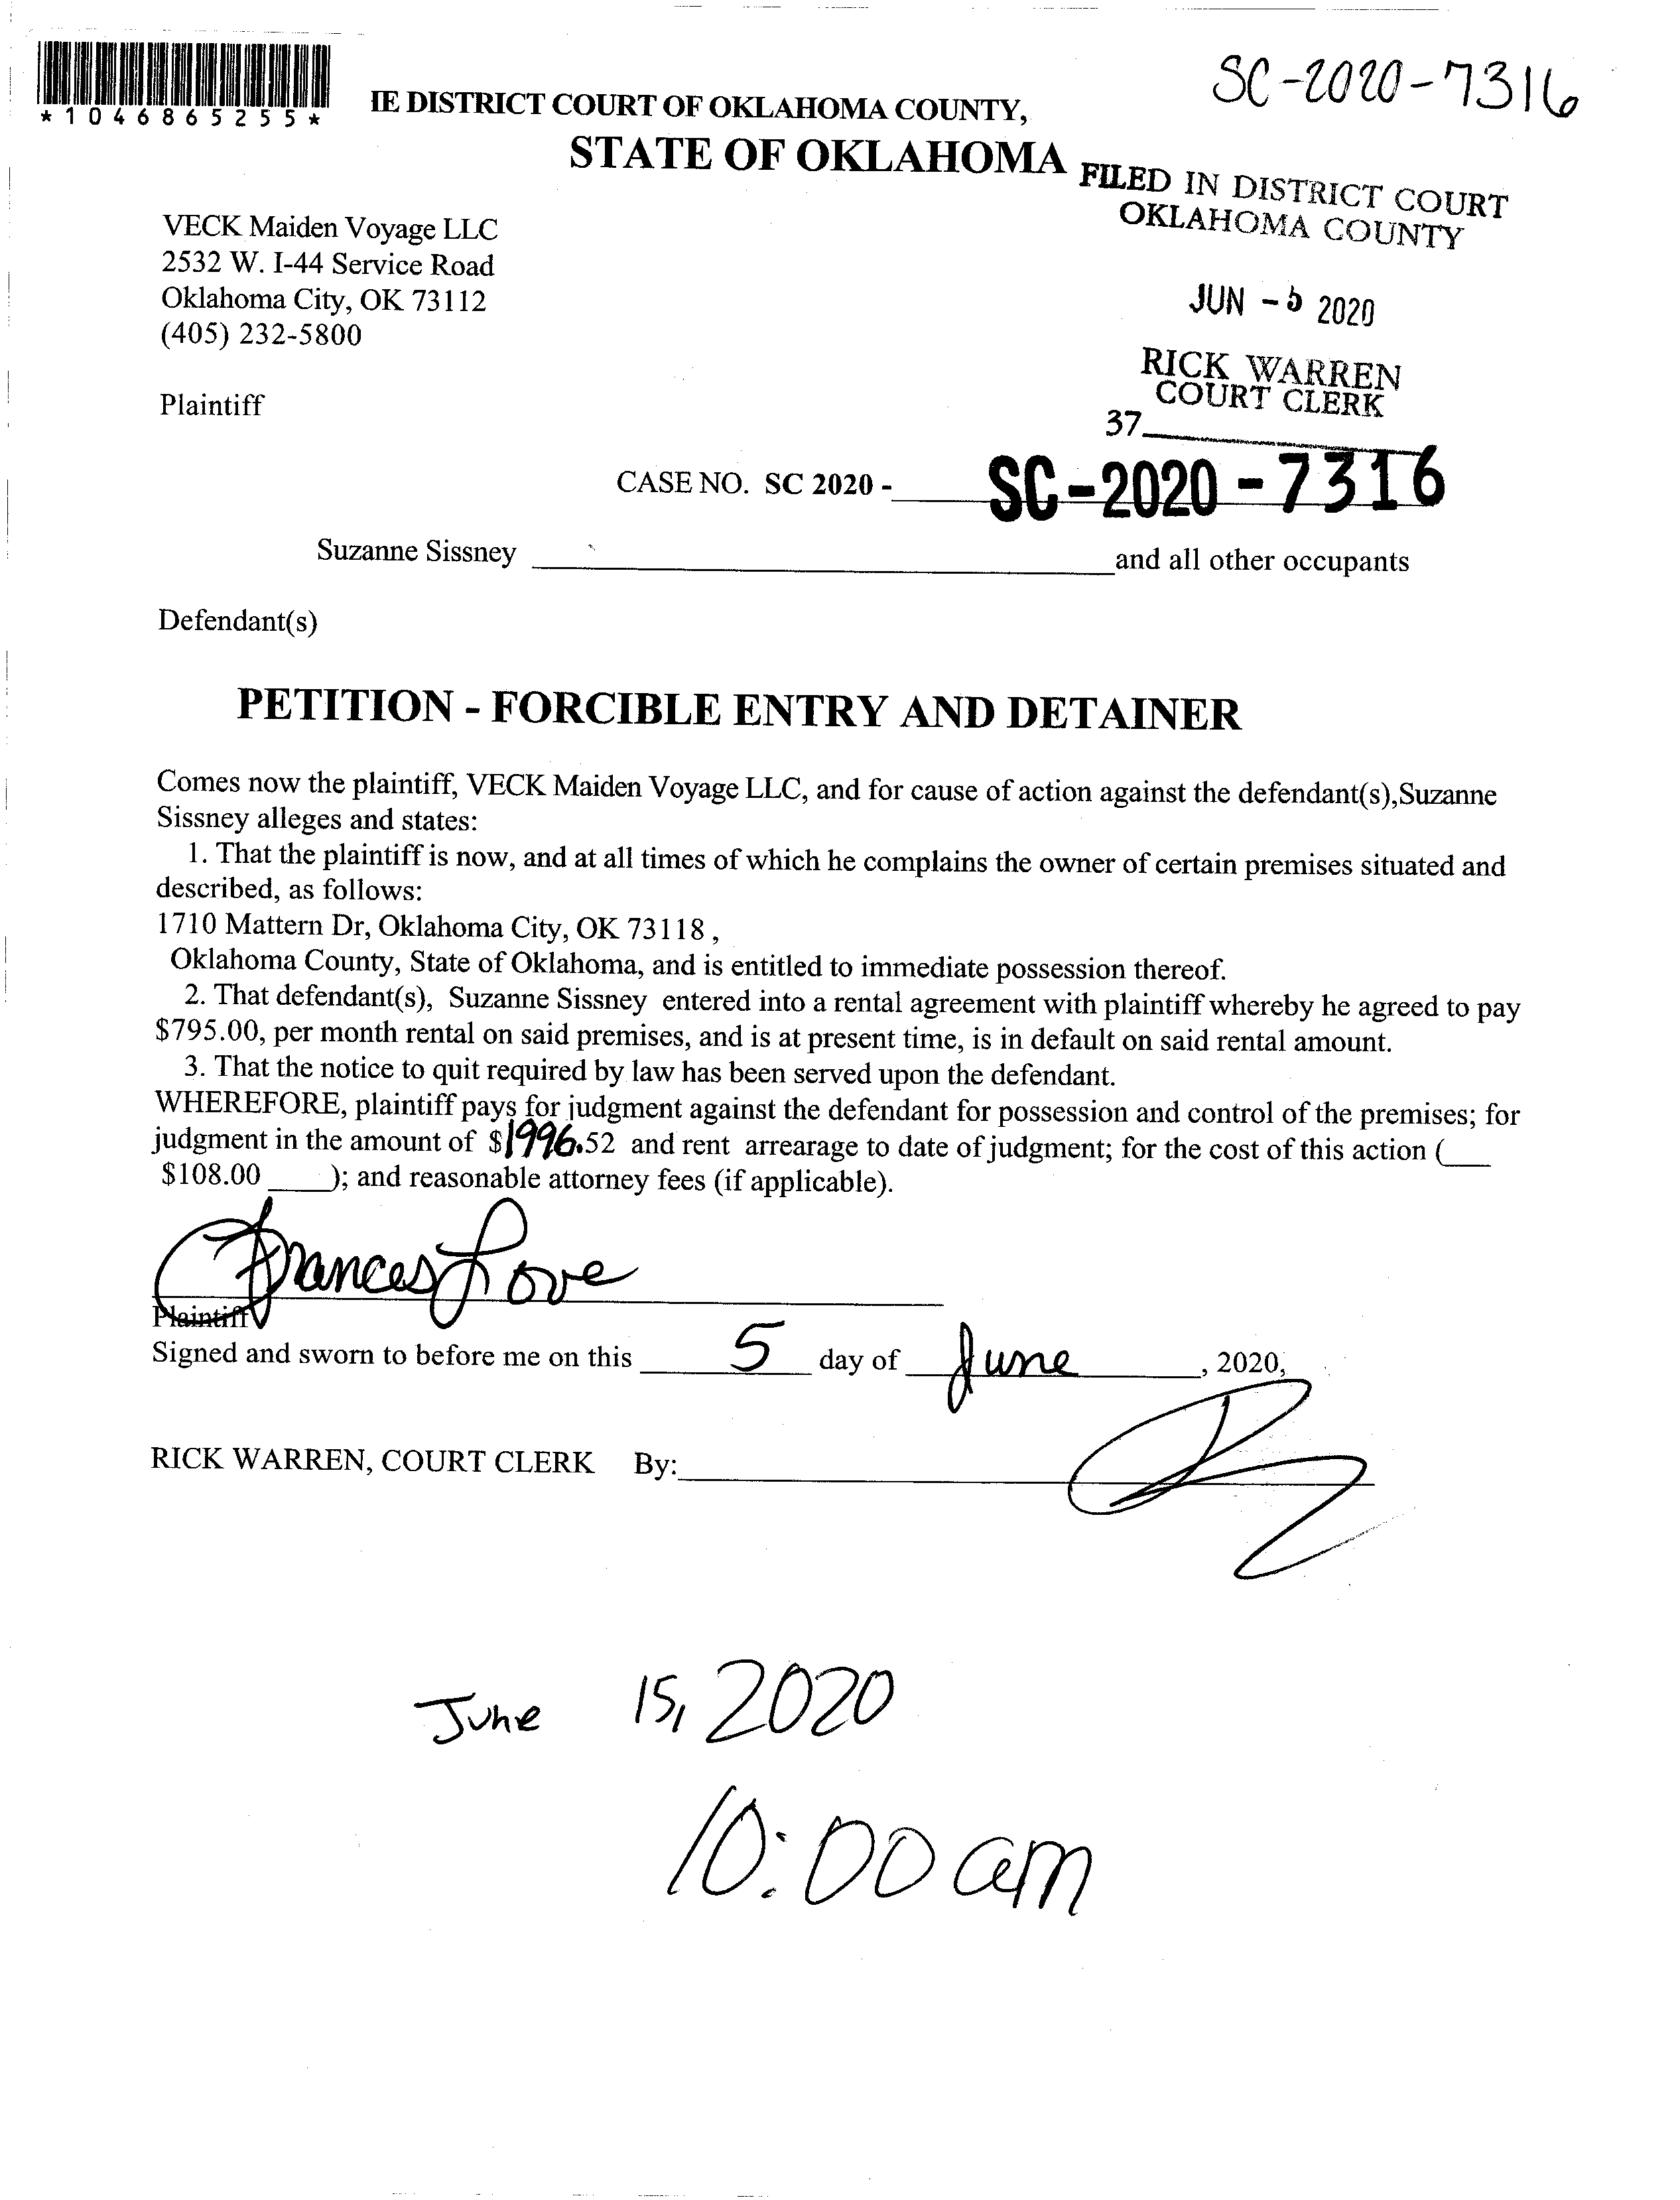 SC-2020-7316
*1046865255*
IE DISTRICT COURT OF OKLAHOMA COUNTY,
STATE OF OKLAHOMA
FILED IN DISTRICT COURT
OKLAHOMA COUNTY
JUN - 5 2020
RICK WARREN
COURT CLERK
37
VECK Maiden Voyage LLC
2532 W. I-44 Service Road
Oklahoma City, OK 73112
(405) 232-5800
Plaintiff
CASE NO. SC 2020 - SC-2020-7316
Suzanne Sissney and all other occupants
Defendant(s)
PETITION - FORCIBLE ENTRY AND DETAINER
Comes now the plaintiff, VECK Maiden Voyage LLC, and for cause of action against the defendant(s),Suzanne
Sissney alleges and states:
1. That the plaintiff is now, and at all times of which he complains the owner of certain premises situated and
described, as follows:
1710 Mattern Dr, Oklahoma City, OK 73118 ,
Oklahoma County, State of Oklahoma, and is entitled to immediate possession thereof.
2. That defendant(s), Suzanne Sissney entered into a rental agreement with plaintiff whereby he agreed to pay
$795.00, per month rental on said premises, and is at present time, is in default on said rental amount.
3. That the notice to quit required by law has been served upon the defendant.
WHEREFORE, plaintiff pays for judgment against the defendant for possession and control of the premises; for
judgment in the amount of $1996.52 and rent arrearage to date of judgment; for the cost of this action (___
$108.00 ____); and reasonable attorney fees (if applicable).
Frances Love
Plaintiff
Signed and sworn to before me on this 5 day of June, 2020,
RICK WARREN, COURT CLERK By:
June 15, 2020
10:00 am